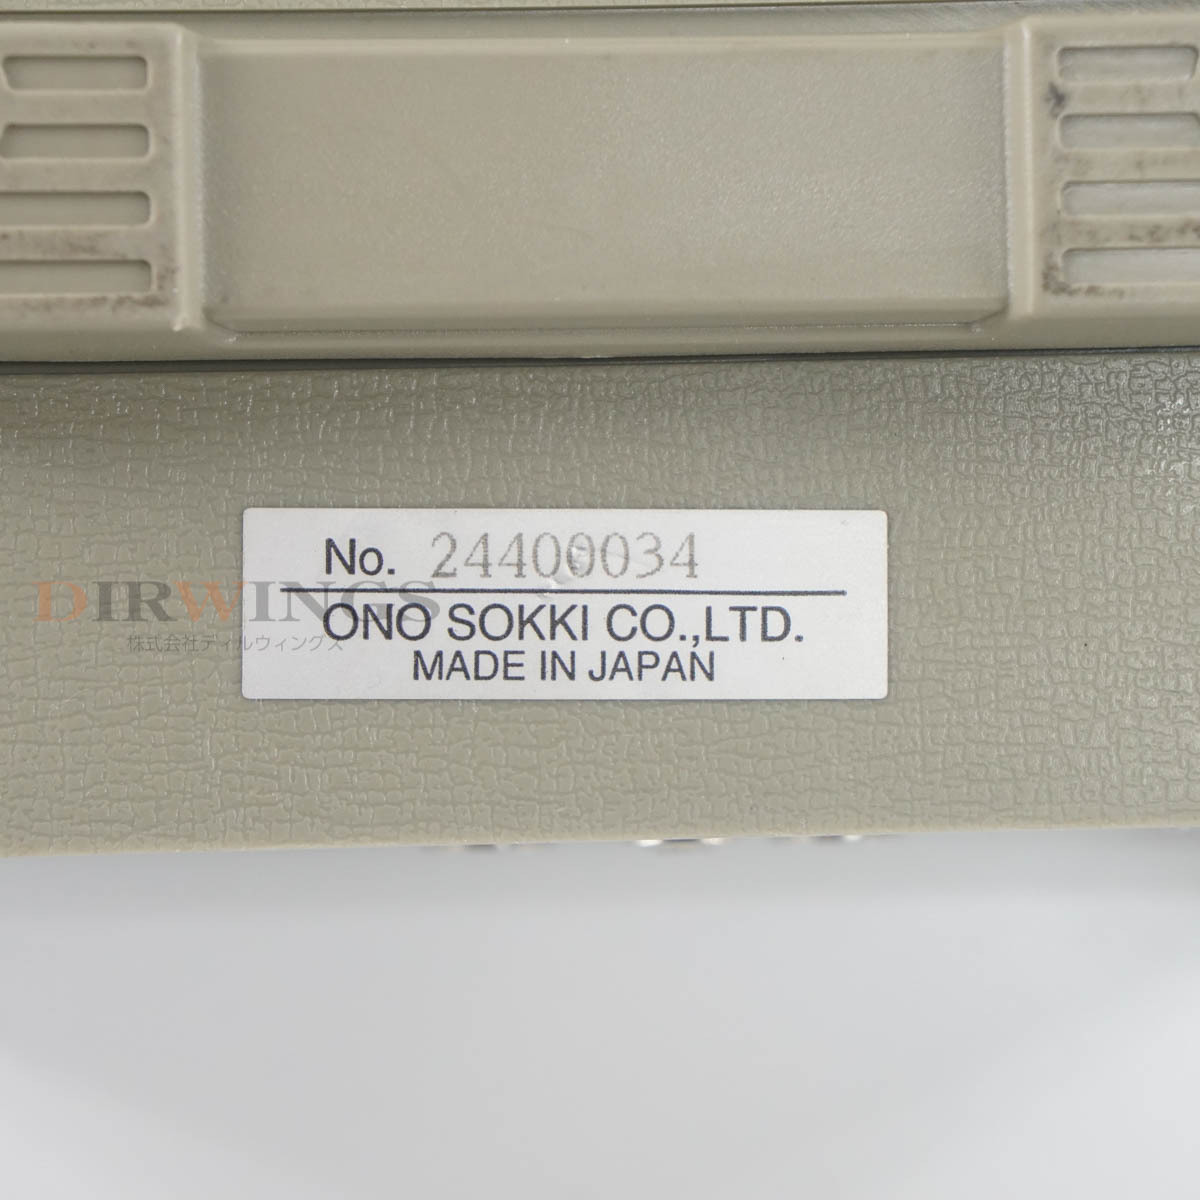 No. 24400034
DIRWINGS
株式会社ディルウィングス
ONO SOKKI CO.,LTD.
MADE IN JAPAN